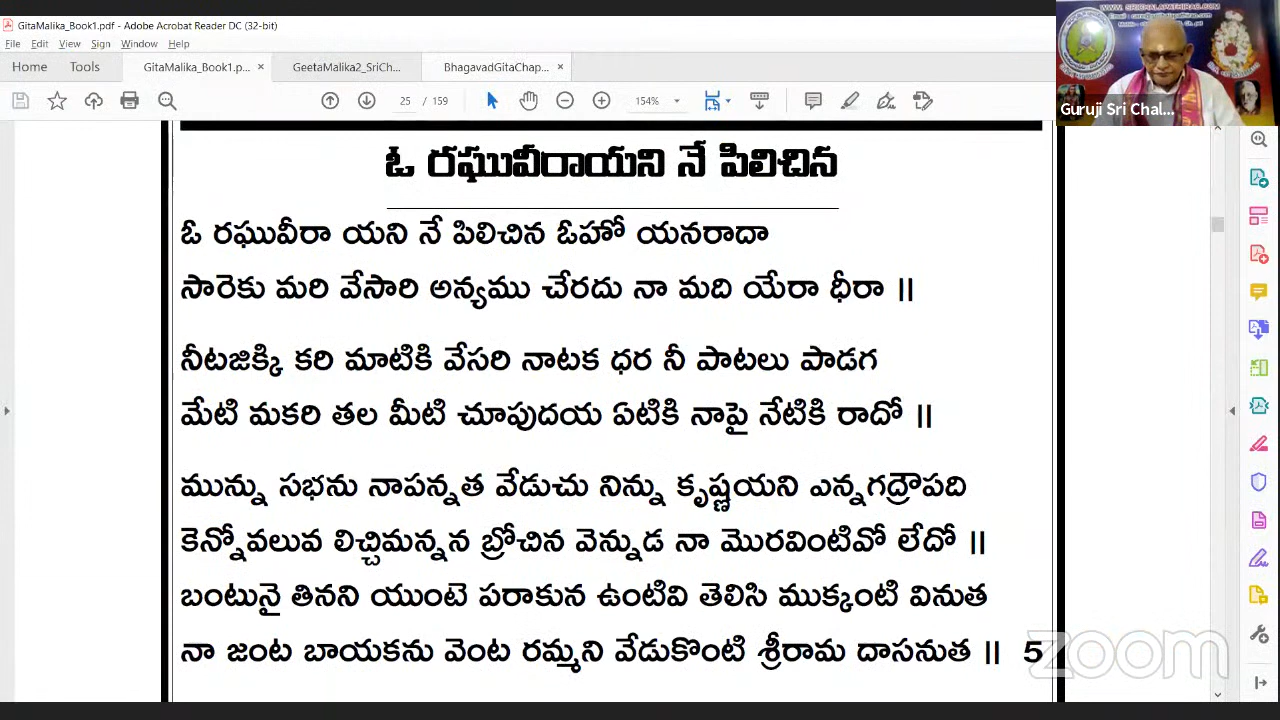 GitaMalika_Book1.pdf - Adobe Acrobat Reader DC (32-bit)
File Edit View Sign Window Help
Home Tools GitaMalika_Book1.p... × GeetaMalika2_SriCh... BhagavadGitaChap... ×
25 / 159 154%
WWW.SRICHALAPATHIRAO.COM
Guruji Sri Chal...
ఓ రఘువీరాయని నే పిలిచిన
ఓ రఘువీరా యని నే పిలిచిన ఓహో యనరాదా
సారెకు మరి వేసారి అన్యము చేరదు నా మది యేరా ధీరా ||
నీటజిక్కి కరి మాటికి వేసరి నాటక ధర నీ పాటలు పాడగ
మేటి మకరి తల మీటి చూపుదయ ఏటికి నాపై నేటికి రాదో ||
మున్ను సభను నాపన్నత వేడుచు నిన్ను కృష్ణయని ఎన్నగద్రౌపది
కెన్నోవలువ లిచ్చిమన్నన బ్రోచిన వెన్నుడ నా మొరవింటివో లేదో ||
బంటునై తినని యుంటె పరాకున ఉంటివి తెలిసి ముక్కంటి వినుత
నా జంట బాయకను వెంట రమ్మని వేడుకొంటి శ్రీరామ దాసనుత || 5
zoom